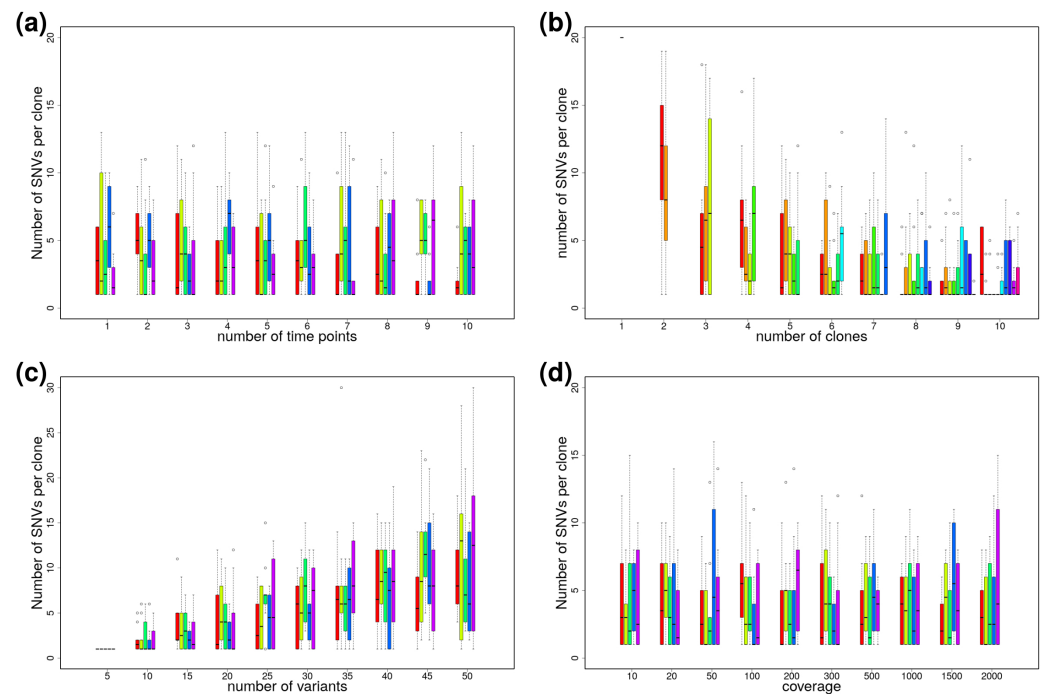 (a)
Number of SNVs per clone
0 5 10 15 20
1 2 3 4 5 6 7 8 9 10
number of time points
(b)
number of SNVs per clone
0 5 10 15 20
1 2 3 4 5 6 7 8 9 10
number of clones
(c)
Number of SNVs per clone
0 5 10 15 20 25 30
5 10 15 20 25 30 35 40 45 50
number of variants
(d)
Number of SNVs per clone
0 5 10 15 20
10 20 50 100 200 300 500 1000 1500 2000
coverage